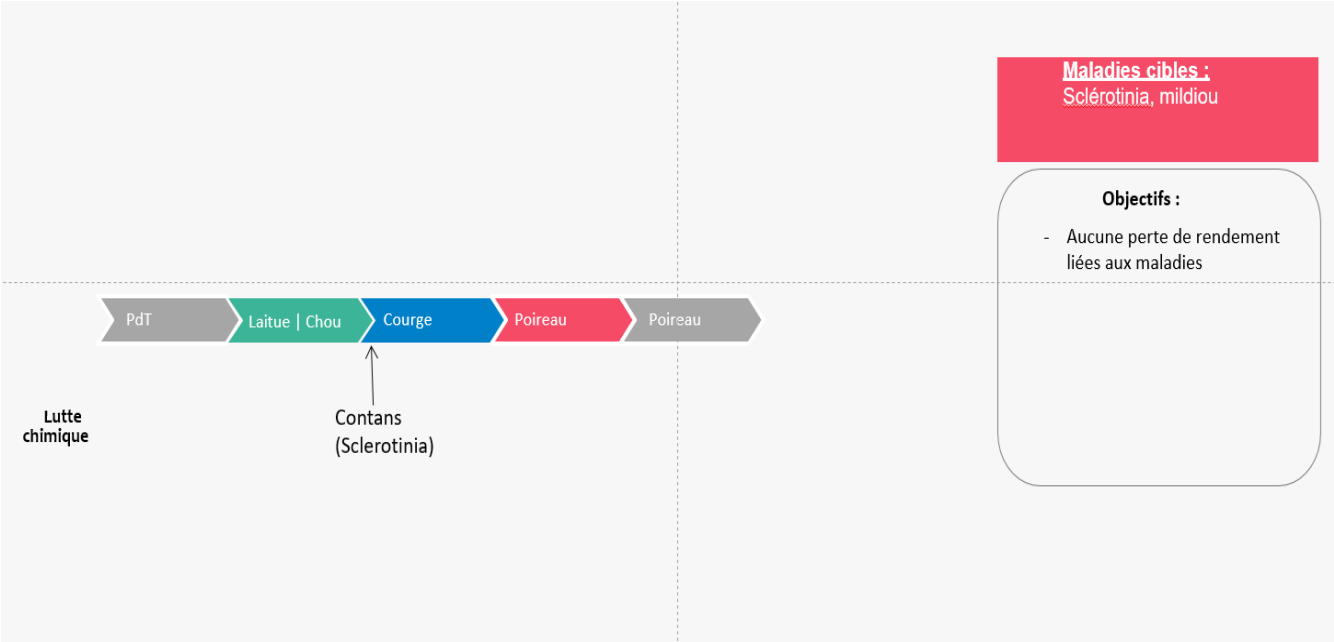 Maladies cibles :
Sclérotinia, mildiou
Objectifs :
- Aucune perte de rendement
liées aux maladies
PdT
Laitue | Chou
Courge
Poireau
Poireau
Contans
(Sclerotinia)
Lutte
chimique